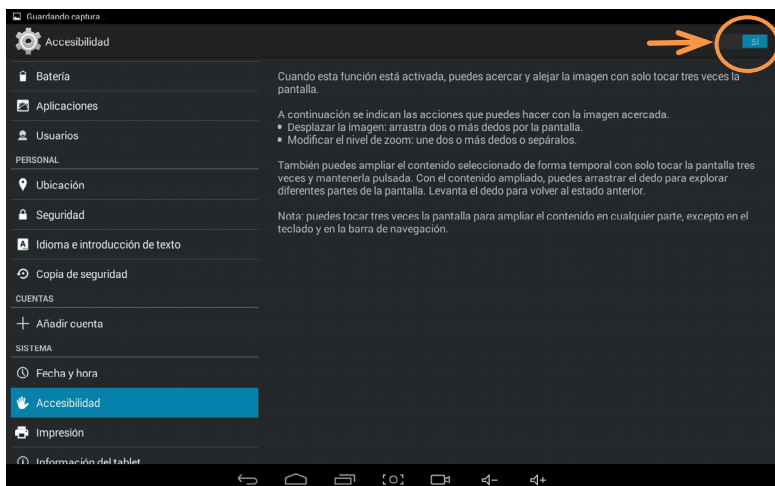 Guardando captura...
Accesibilidad
SÍ
Batería
Aplicaciones
Usuarios
PERSONAL
Ubicación
Seguridad
Idioma e introducción de texto
Copia de seguridad
CUENTAS
Añadir cuenta
SISTEMA
Fecha y hora
Accesibilidad
Impresión
Información del tablet
Cuando esta función está activada, puedes acercar y alejar la imagen con solo tocar tres veces la
pantalla.
A continuación se indican las acciones que puedes hacer con la imagen acercada.
• Desplazar la imagen: arrastra dos o más dedos por la pantalla.
• Modificar el nivel de zoom: une dos o más dedos o sepáralos.
También puedes ampliar el contenido seleccionado de forma temporal con solo tocar la pantalla tres
veces y mantenerla pulsada. Con el contenido ampliado, puedes arrastrar el dedo para explorar
diferentes partes de la pantalla. Levanta el dedo para volver al estado anterior.
Nota: puedes tocar tres veces la pantalla para ampliar el contenido en cualquier parte, excepto en el
teclado y en la barra de navegación.